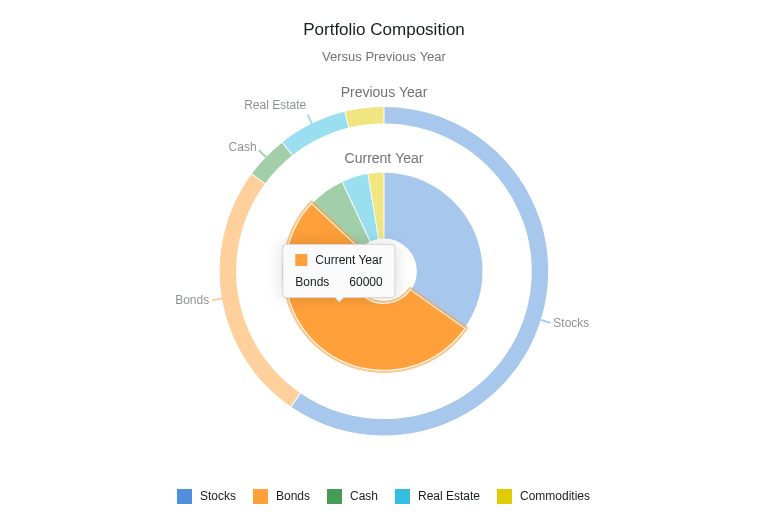 Portfolio Composition
Versus Previous Year
Previous Year
Real Estate
Cash
Current Year
Current Year
Bonds 60000
Bonds
Stocks
Stocks Bonds Cash Real Estate Commodities